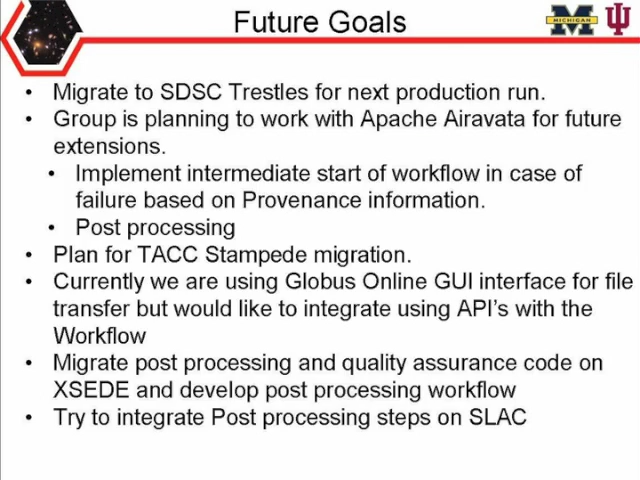 Future Goals
MICHIGAN
• Migrate to SDSC Trestles for next production run.
• Group is planning to work with Apache Airavata for future
extensions.
• Implement intermediate start of workflow in case of
failure based on Provenance information.
• Post processing
• Plan for TACC Stampede migration.
• Currently we are using Globus Online GUI interface for file
transfer but would like to integrate using API's with the
Workflow
• Migrate post processing and quality assurance code on
XSEDE and develop post processing workflow
• Try to integrate Post processing steps on SLAC